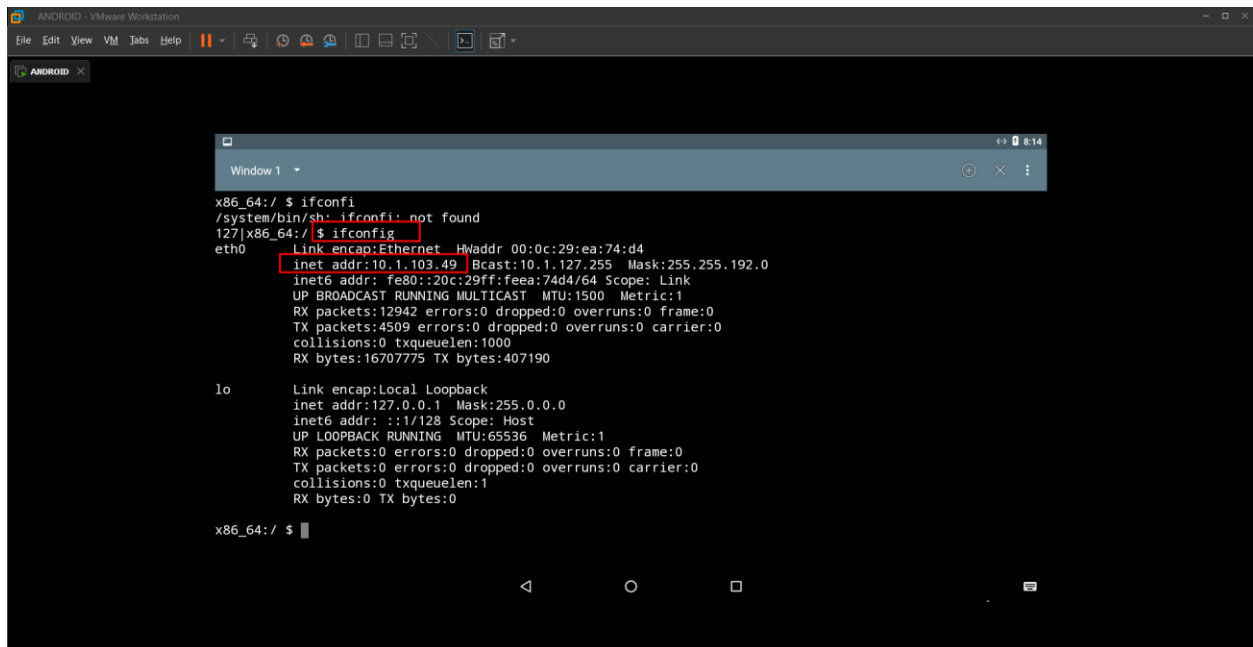 ANDROID - VMware Workstation
File Edit View VM Tabs Help
ANDROID
8:14
Window 1
x86_64:/ $ ifconfi
/system/bin/sh: ifconfi: not found
127|x86_64:/ $ ifconfig
eth0 Link encap:Ethernet HWaddr 00:0c:29:ea:74:d4
inet addr:10.1.103.49 Bcast:10.1.127.255 Mask:255.255.192.0
inet6 addr: fe80::20c:29ff:feea:74d4/64 Scope: Link
UP BROADCAST RUNNING MULTICAST MTU:1500 Metric:1
RX packets:12942 errors:0 dropped:0 overruns:0 frame:0
TX packets:4509 errors:0 dropped:0 overruns:0 carrier:0
collisions:0 txqueuelen:1000
RX bytes:16707775 TX bytes:407190
lo Link encap:Local Loopback
inet addr:127.0.0.1 Mask:255.0.0.0
inet6 addr: ::1/128 Scope: Host
UP LOOPBACK RUNNING MTU:65536 Metric:1
RX packets:0 errors:0 dropped:0 overruns:0 frame:0
TX packets:0 errors:0 dropped:0 overruns:0 carrier:0
collisions:0 txqueuelen:1
RX bytes:0 TX bytes:0
x86_64:/ $